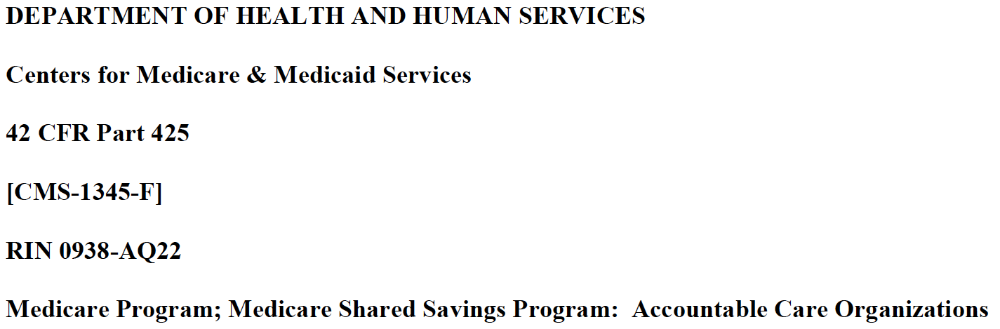 DEPARTMENT OF HEALTH AND HUMAN SERVICES
Centers for Medicare & Medicaid Services
42 CFR Part 425
[CMS-1345-F]
RIN 0938-AQ22
Medicare Program; Medicare Shared Savings Program:  Accountable Care Organizations